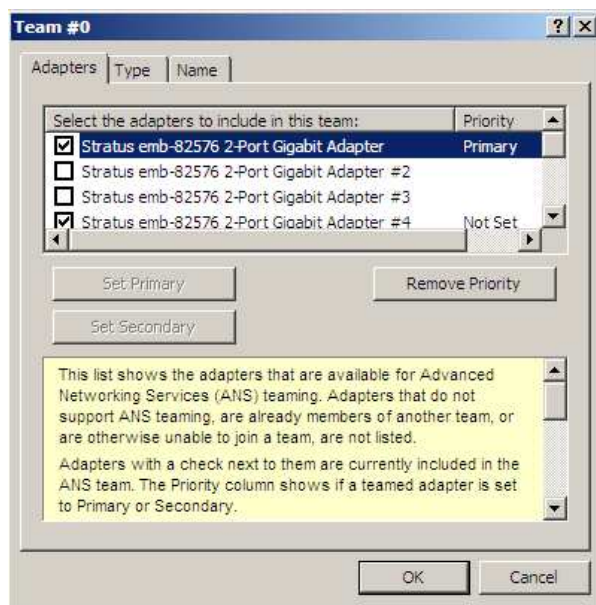 Team #0
Adapters Type Name
Select the adapters to include in this team: Priority
Stratus emb-82576 2-Port Gigabit Adapter Primary
Stratus emb-82576 2-Port Gigabit Adapter #2
Stratus emb-82576 2-Port Gigabit Adapter #3
Stratus emb-82576 2-Port Gigabit Adapter #4 Not Set
Set Primary Remove Priority
Set Secondary
This list shows the adapters that are available for Advanced
Networking Services (ANS) teaming. Adapters that do not
support ANS teaming, are already members of another team, or
are otherwise unable to join a team, are not listed.
Adapters with a check next to them are currently included in the
ANS team. The Priority column shows if a teamed adapter is set
to Primary or Secondary.
OK Cancel